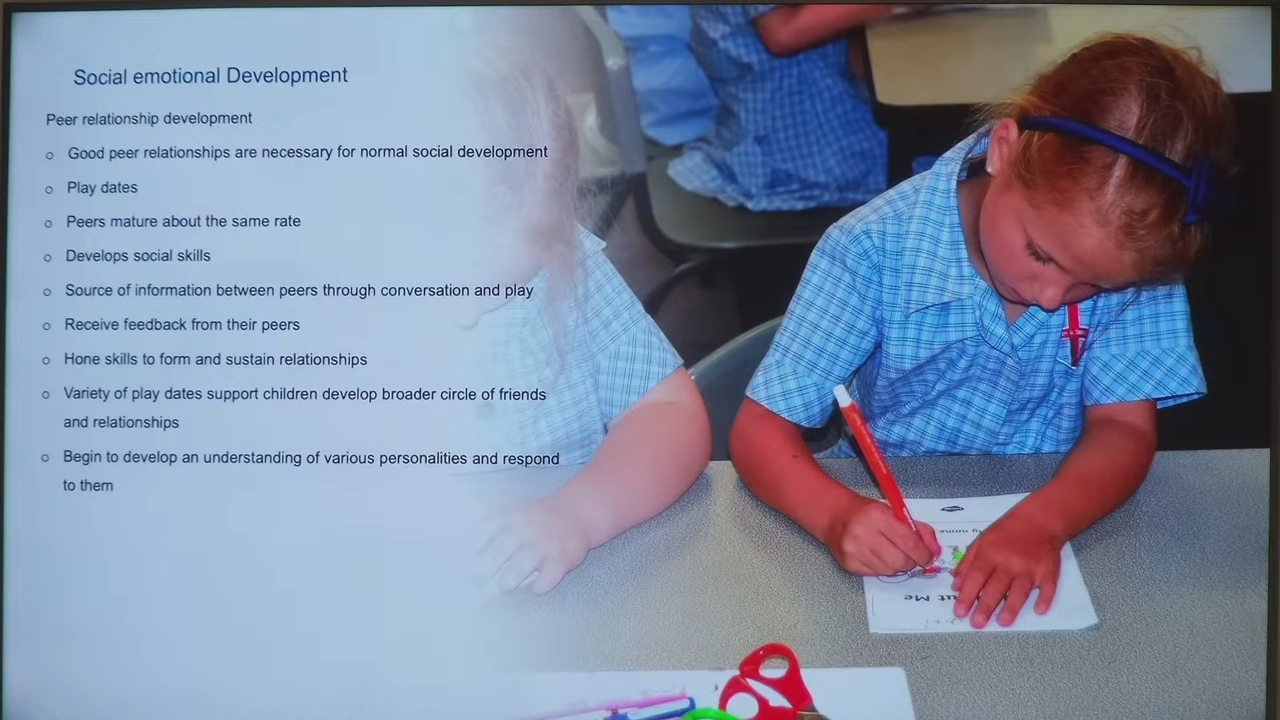 Social emotional Development
Peer relationship development
o Good peer relationships are necessary for normal social development
o Play dates
o Peers mature about the same rate
o Develops social skills
o Source of information between peers through conversation and play
o Receive feedback from their peers
o Hone skills to form and sustain relationships
o Variety of play dates support children develop broader circle of friends
and relationships
o Begin to develop an understanding of various personalities and respond
to them
name
Me